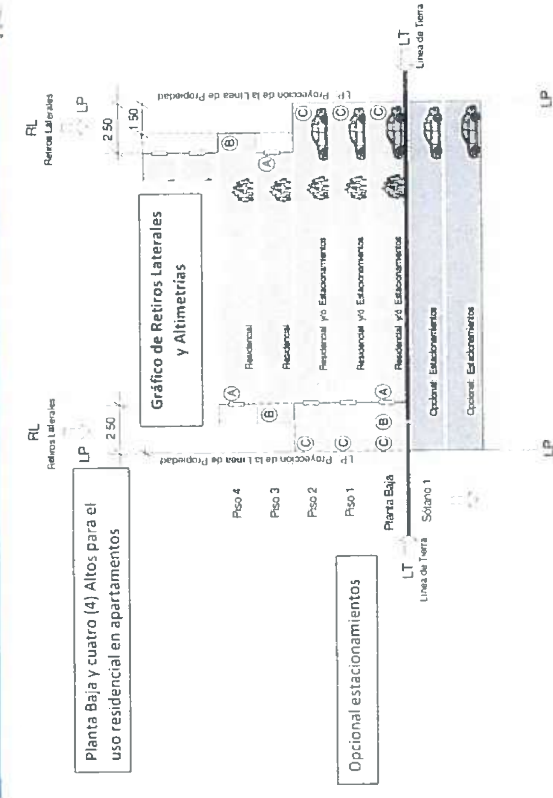 Planta Baja y cuatro (4) Altos para el
uso residencial en apartamentos
Gráfico de Retiros Laterales
y Altimetrias
RL
Retiros Laterales
LP
2.50
RL
Retiros Laterales
LP
2.50
1.50
LP Proyección de la Línea de Propiedad
LP Proyección de la Línea de Propiedad
Piso 4
Residencial
A
B
Piso 3
Residencial
B
A
Piso 2
C
Residencial y/o Estacionamientos
C
Piso 1
C
Residencial y/o Estacionamientos
C
Planta Baja
C
B
A
Residencial y/o Estacionamientos
C
LT
Linea de Tierra
LT
Linea de Tierra
Sótano 1
Opcional: Estacionamientos
Opcional: Estacionamientos
LP
LP
Opcional estacionamientos